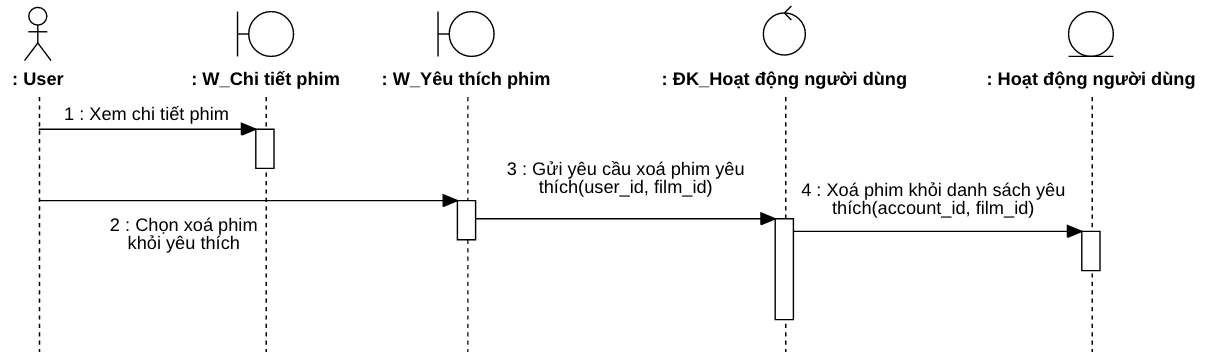 : User
: W_Chi tiết phim
: W_Yêu thích phim
: ĐK_Hoạt động người dùng
: Hoạt động người dùng
1 : Xem chi tiết phim
3 : Gửi yêu cầu xoá phim yêu
thích(user_id, film_id)
4 : Xoá phim khỏi danh sách yêu
thích(account_id, film_id)
2 : Chọn xoá phim
khỏi yêu thích